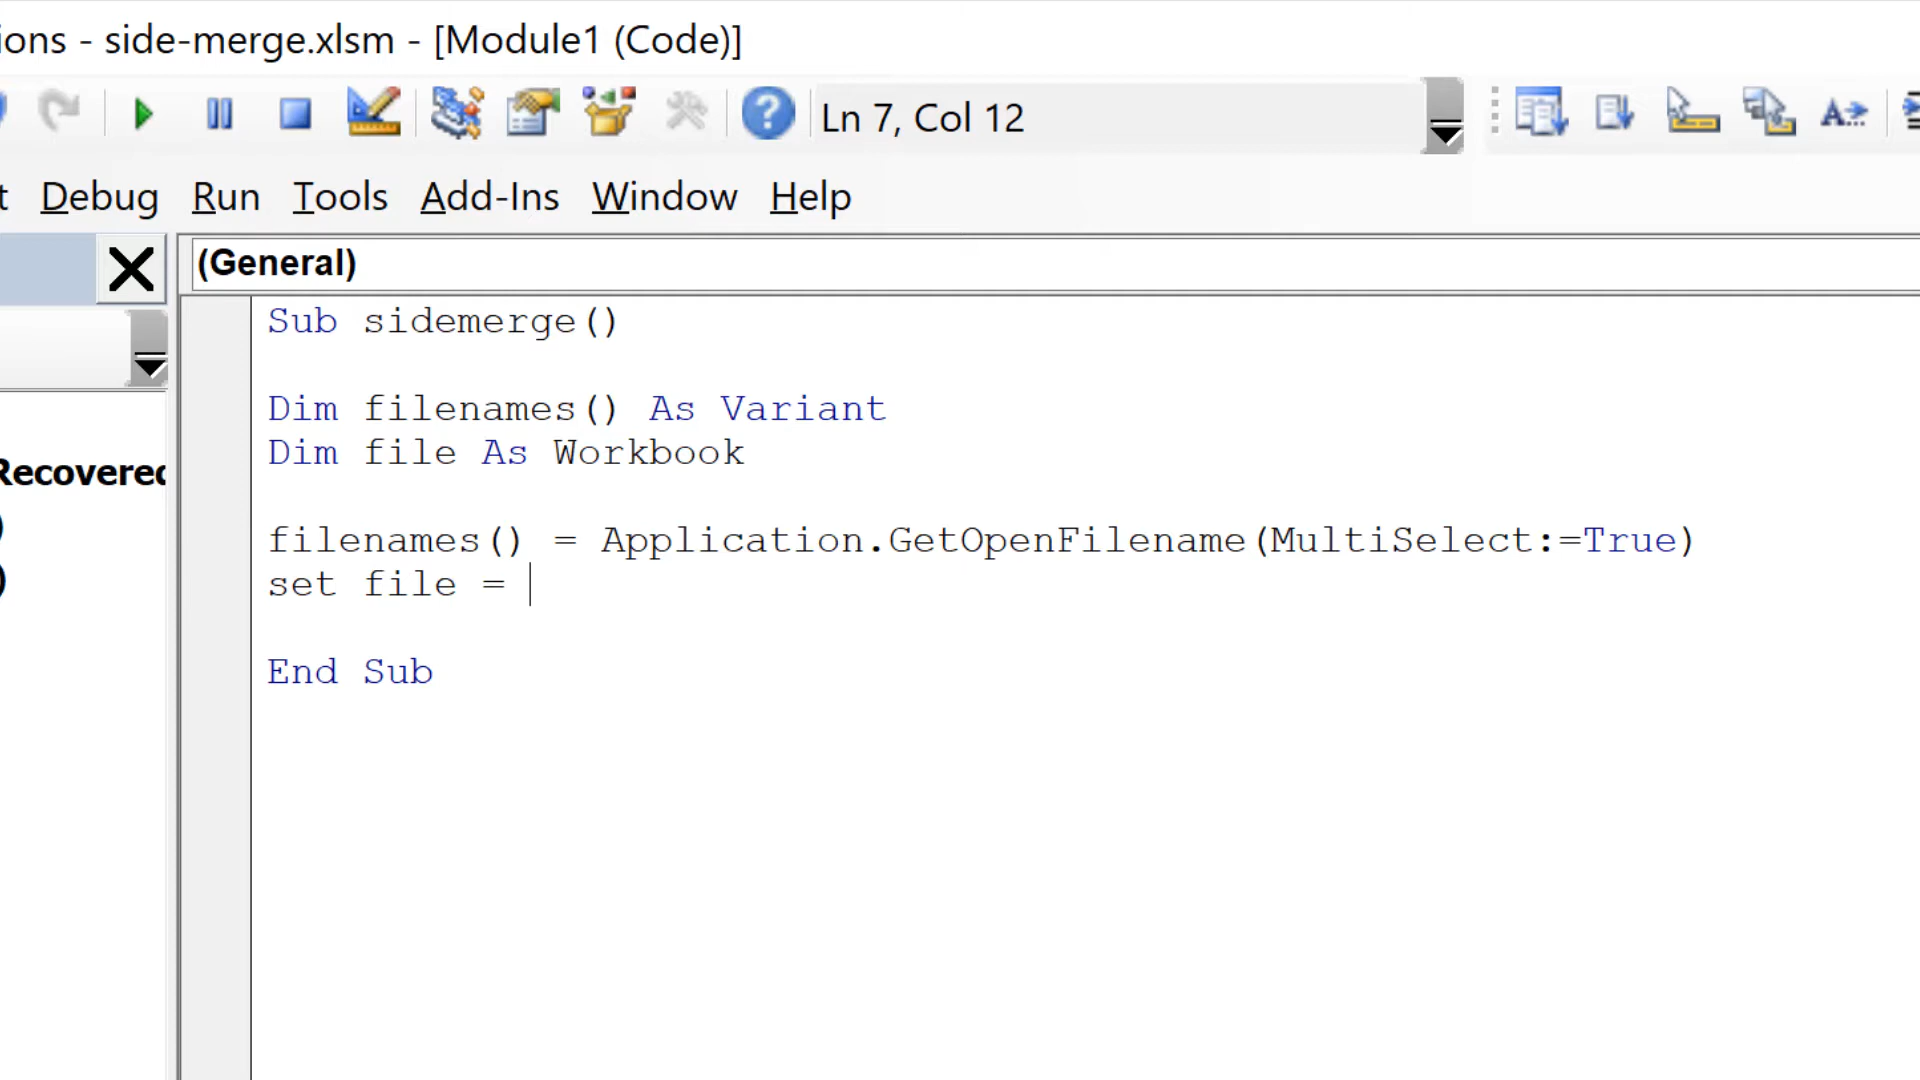 ions - side-merge.xlsm - [Module1 (Code)]
? Ln 7, Col 12 A
t Debug Run Tools Add-Ins Window Help
(General)
Sub sidemerge()
Dim filenames() As Variant
Dim file As Workbook
Recovered
filenames() = Application.GetOpenFilename(MultiSelect:=True)
)
set file =
)
End Sub